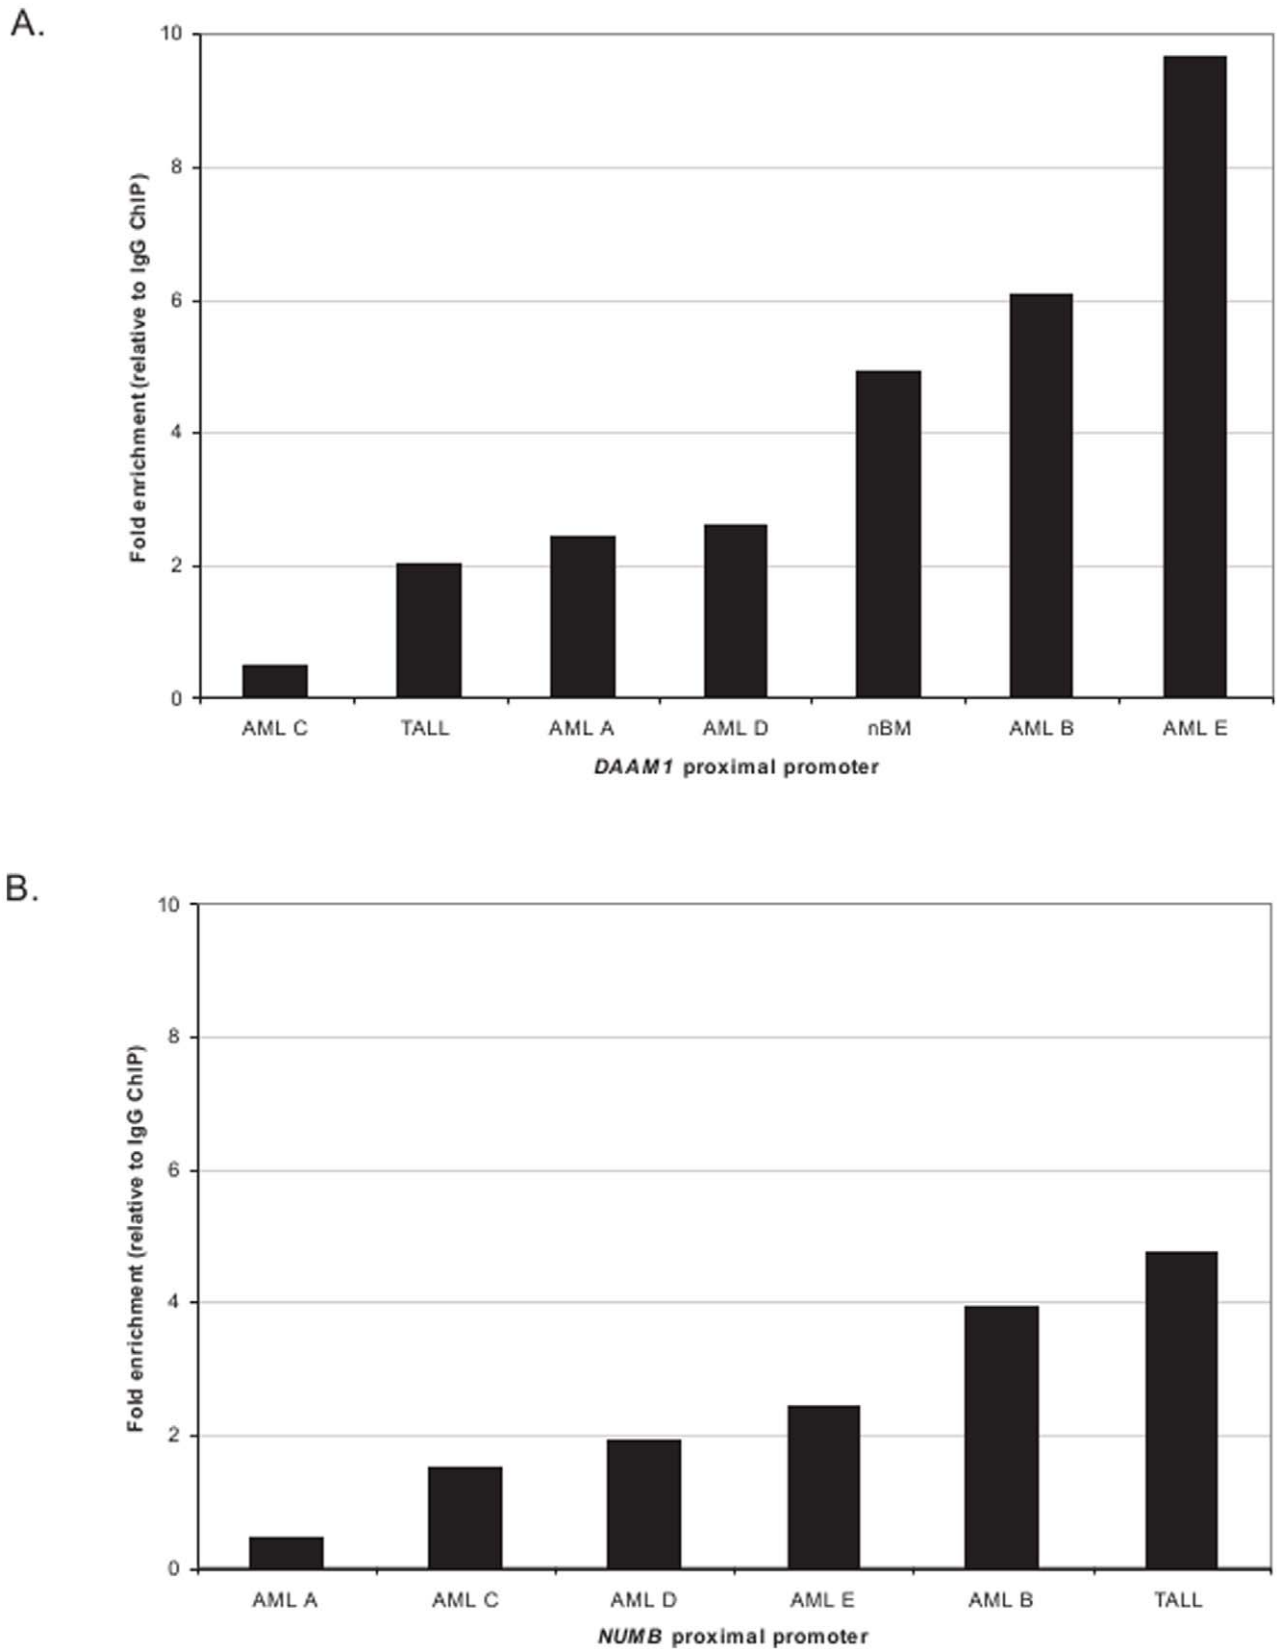 A.
Fold enrichment (relative to IgG ChIP)
10
8
6
4
2
0
AML C TALL AML A AML D nBM AML B AML E
DAAM1 proximal promoter
B.
Fold enrichment (relative to IgG ChIP)
10
8
6
4
2
0
AML A AML C AML D AML E AML B TALL
NUMB proximal promoter